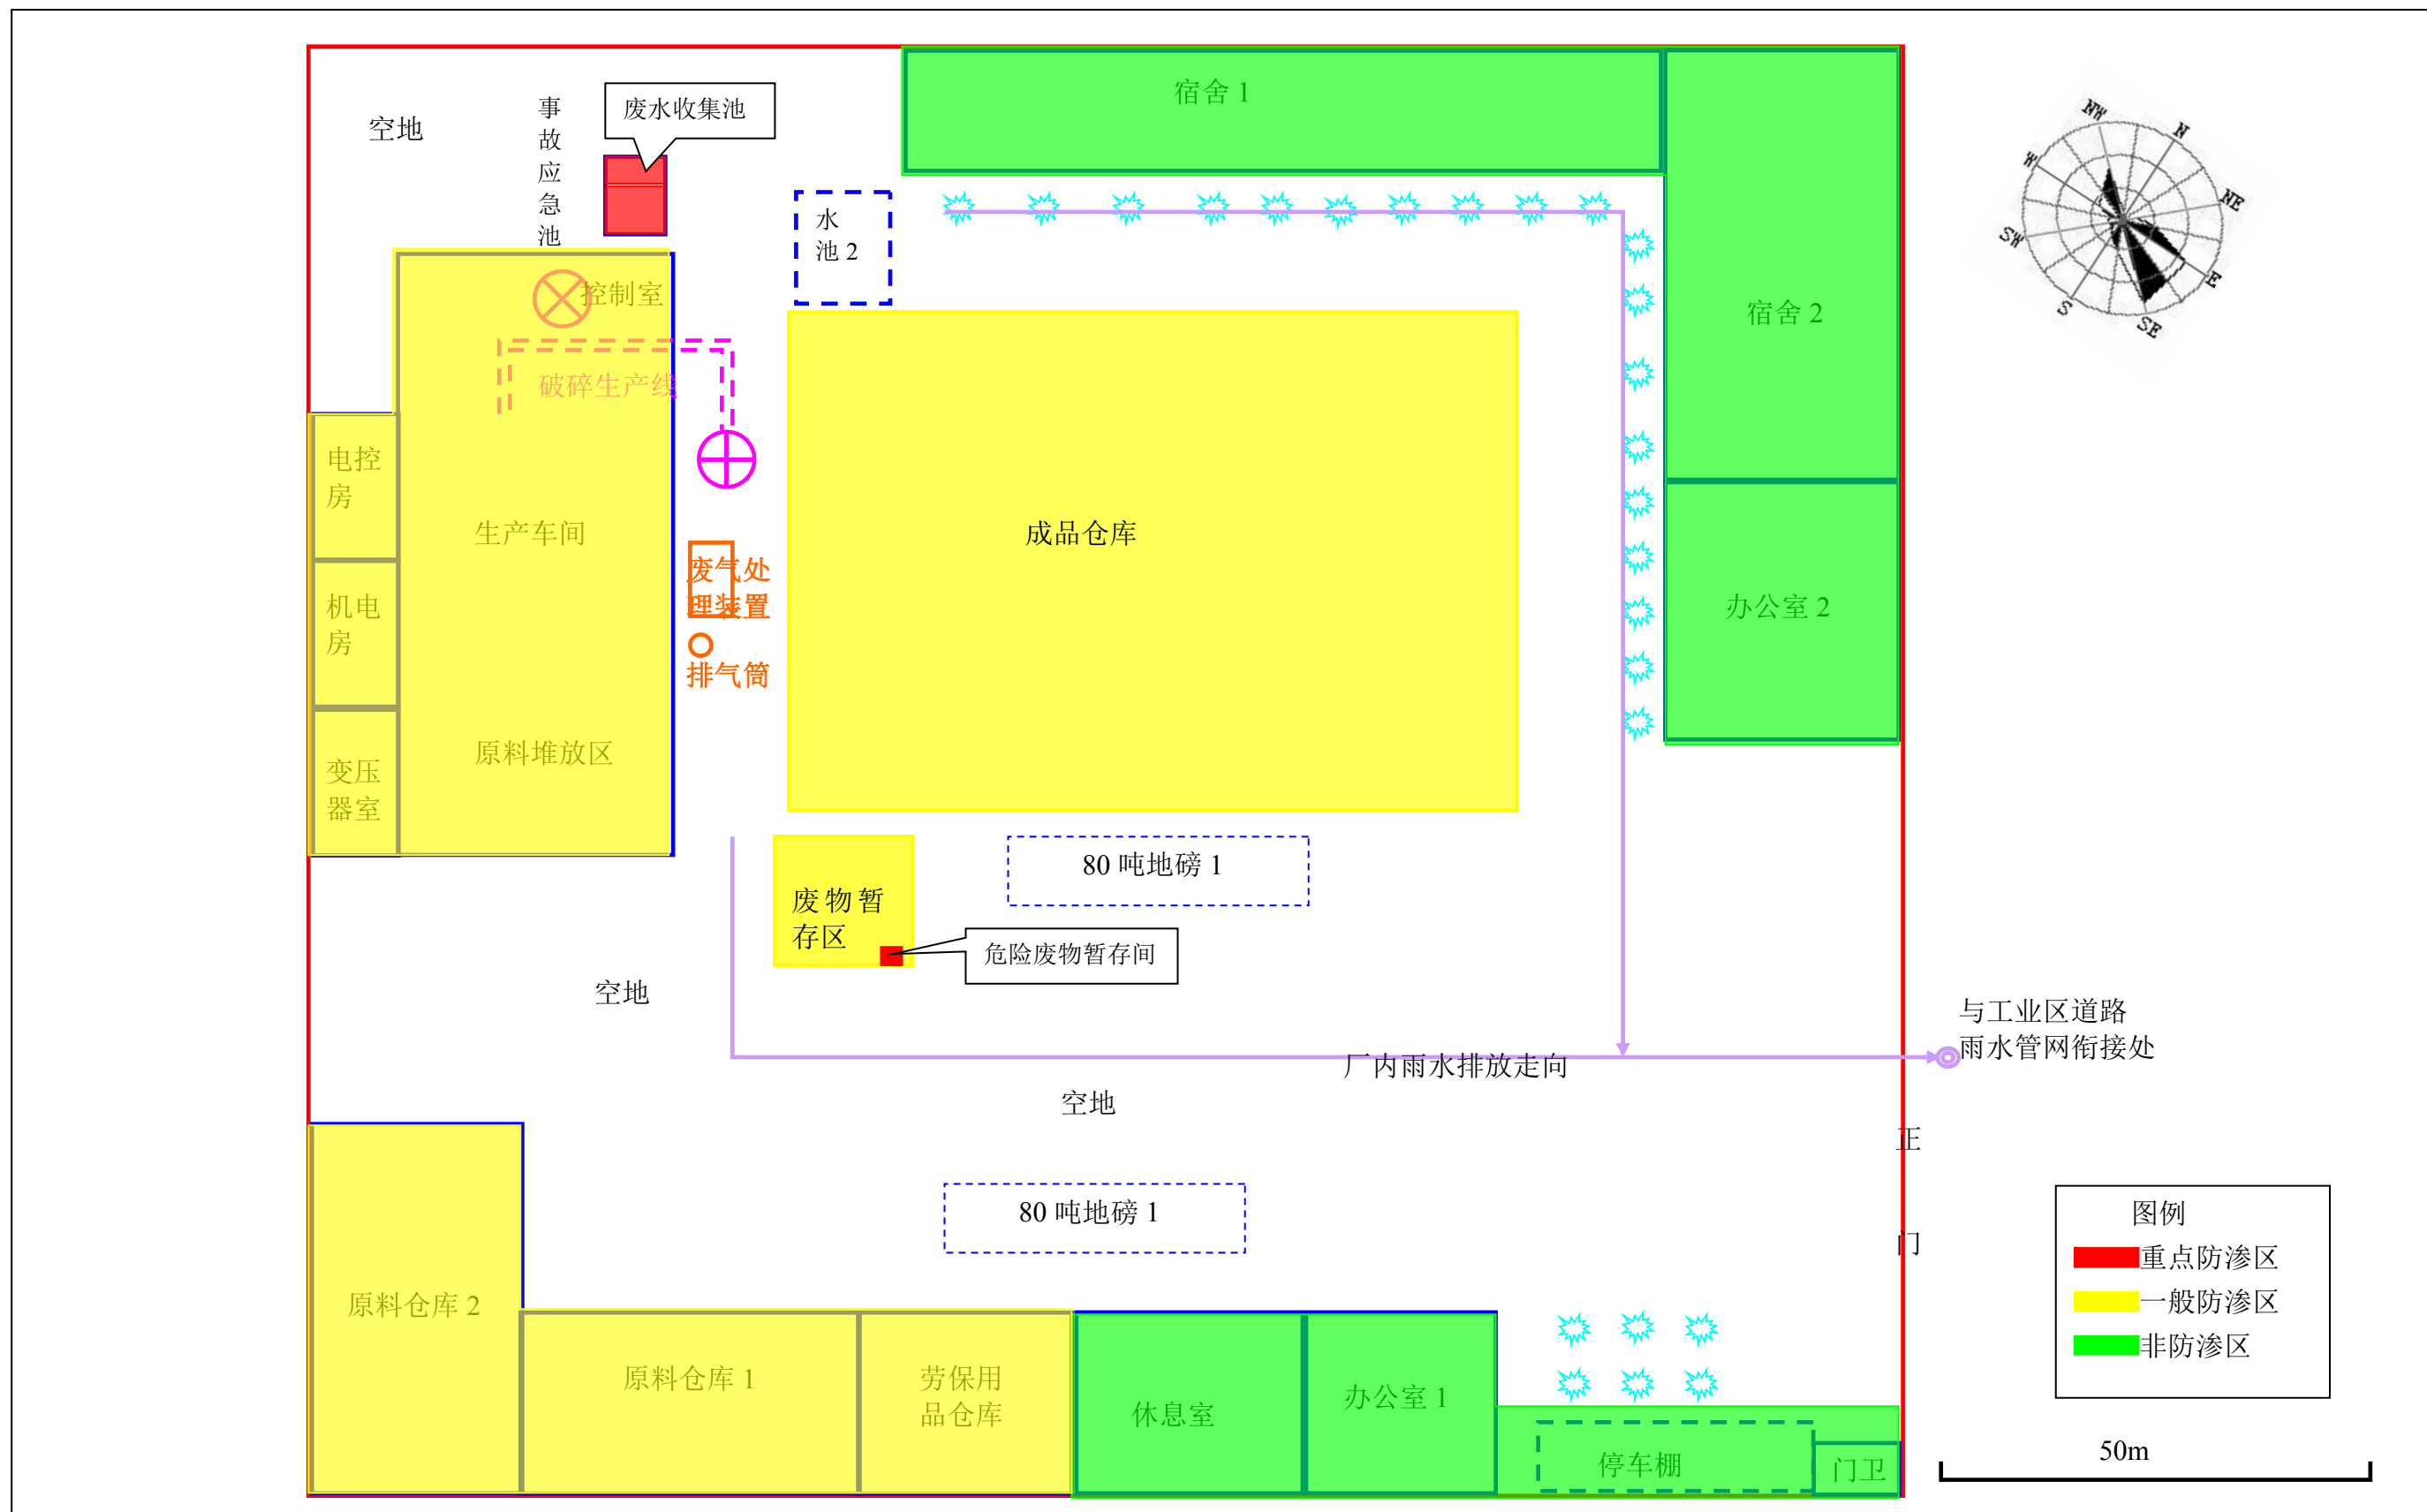 宿舍 1
废水收集池
空地
事故应急池
NW
N
W
NE
SW
E
S
SE
水
池 2
控制室
宿舍 2
破碎生产线
电控
房
生产车间
成品仓库
废气处
理装置
机电
房
办公室 2
排气筒
原料堆放区
变压
器室
80 吨地磅 1
废物暂
存区
危险废物暂存间
空地
与工业区道路
雨水管网衔接处
厂内雨水排放走向
空地
正
门
80 吨地磅 1
图例
重点防渗区
一般防渗区
非防渗区
原料仓库 2
原料仓库 1
劳保用
品仓库
休息室
办公室 1
停车棚
门卫
50m